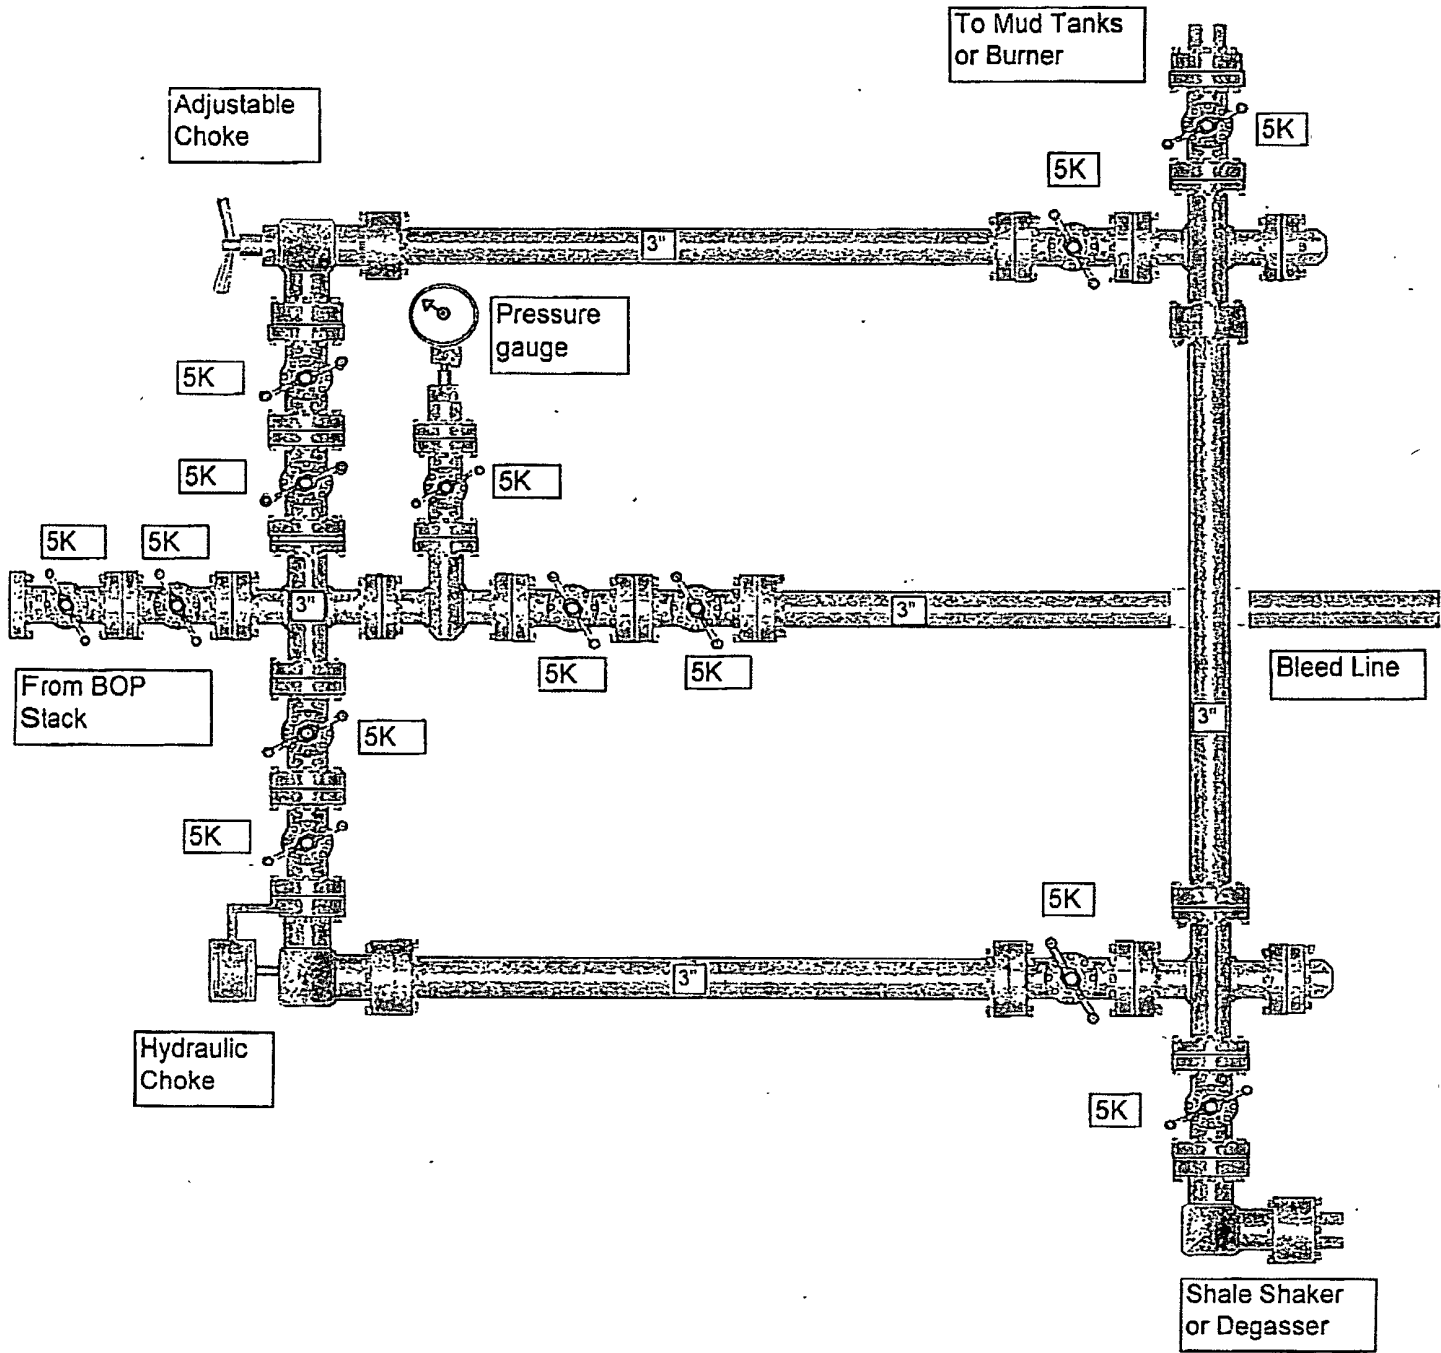 To Mud Tanks
or Burner
Adjustable
Choke
5K
5K
3"
Pressure
gauge
5K
5K
5K
5K
5K
3"
3"
5K
5K
From BOP
Stack
Bleed Line
3"
5K
5K
5K
3"
Hydraulic
Choke
5K
Shale Shaker
or Degasser